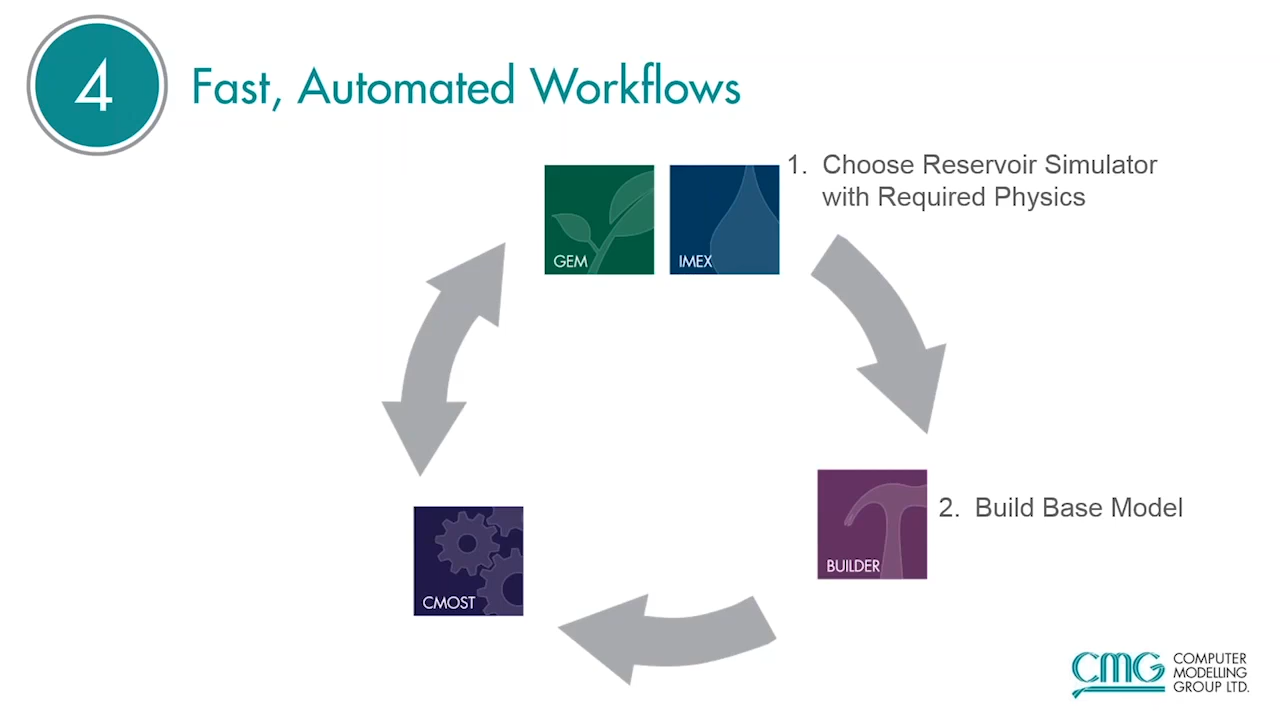 4
Fast, Automated Workflows
1. Choose Reservoir Simulator
with Required Physics
GEM
IMEX
2. Build Base Model
BUILDER
CMOST
CMG
COMPUTER
MODELLING
GROUP LTD.